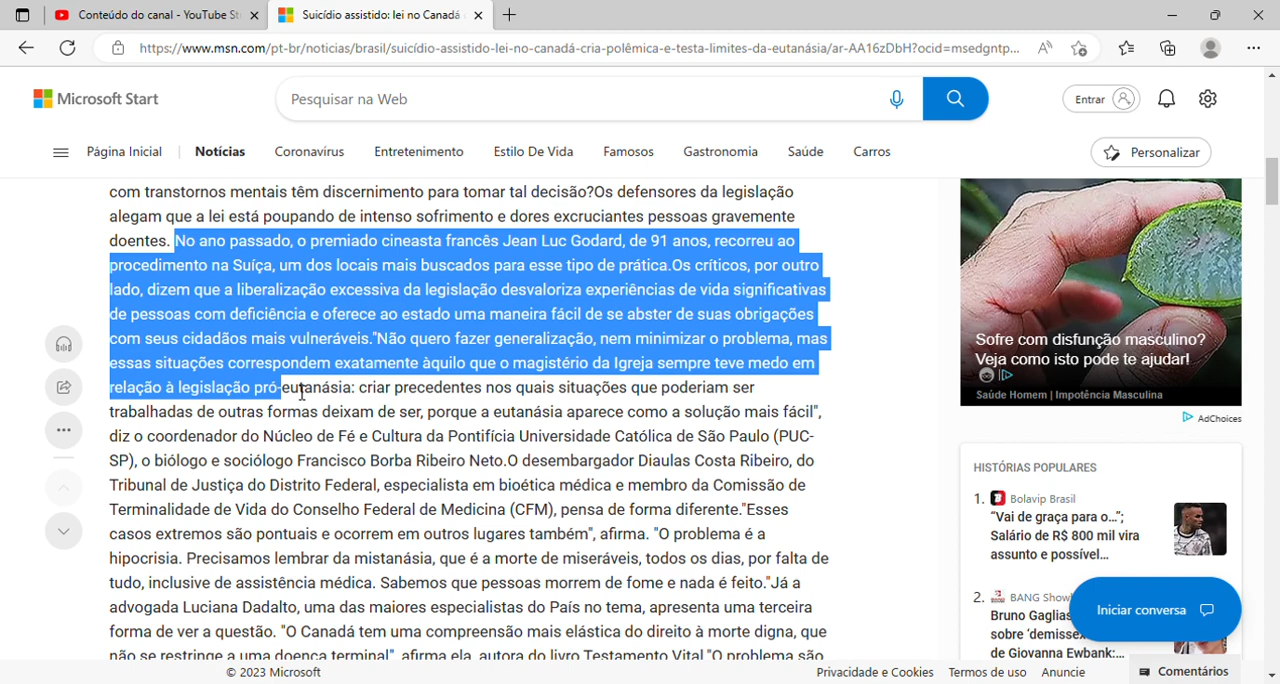 Conteúdo do canal - YouTube St
Suicídio assistido: lei no Canadá
https://www.msn.com/pt-br/noticias/brasil/suicídio-assistido-lei-no-canadá-cria-polêmica-e-testa-limites-da-eutanásia/ar-AA16zDbH?ocid=msedgntp...
Microsoft Start
Pesquisar na Web
Entrar
Página Inicial
Notícias
Coronavirus
Entretenimento
Estilo De Vida
Famosos
Gastronomia
Saúde
Carros
Personalizar
com transtornos mentais têm discernimento para tomar tal decisão?Os defensores da legislação
alegam que a lei está poupando de intenso sofrimento e dores excruciantes pessoas gravemente
doentes. No ano passado, o premiado cineasta francês Jean Luc Godard, de 91 anos, recorreu ao
procedimento na Suíça, um dos locais mais buscados para esse tipo de prática.Os críticos, por outro
lado, dizem que a liberalização excessiva da legislação desvaloriza experiências de vida significativas
de pessoas com deficiência e oferece ao estado uma maneira fácil de se abster de suas obrigações
com seus cidadãos mais vulneráveis."Não quero fazer generalização, nem minimizar o problema, mas
essas situações correspondem exatamente àquilo que o magistério da Igreja sempre teve medo em
relação à legislação pró-eutanásia: criar precedentes nos quais situações que poderiam ser
trabalhadas de outras formas deixam de ser, porque a eutanásia aparece como a solução mais fácil",
diz o coordenador do Núcleo de Fé e Cultura da Pontifícia Universidade Católica de São Paulo (PUC-
SP), o biólogo e sociólogo Francisco Borba Ribeiro Neto.O desembargador Diaulas Costa Ribeiro, do
Tribunal de Justiça do Distrito Federal, especialista em bioética médica e membro da Comissão de
Terminalidade de Vida do Conselho Federal de Medicina (CFM), pensa de forma diferente."Esses
casos extremos são pontuais e ocorrem em outros lugares também", afirma. "O problema é a
hipocrisia. Precisamos lembrar da mistanásia, que é a morte de miseráveis, todos os dias, por falta de
tudo, inclusive de assistência médica. Sabemos que pessoas morrem de fome e nada é feito."Já a
advogada Luciana Dadalto, uma das maiores especialistas do País no tema, apresenta uma terceira
forma de ver a questão. "O Canadá tem uma compreensão mais elástica do direito à morte digna, que
não se restringe a uma doença terminal", afirma ela, autora do livro Testamento Vital."O problema são
Sofre com disfunção masculino?
Veja como isto pode te ajudar!
Saúde Homem | Impotência Masculina
AdChoices
HISTÓRIAS POPULARES
1. Bolavip Brasil
"Vai de graça para o…";
Salário de R$ 800 mil vira
assunto e possível...
2. BANG Show
Bruno Gaglias
sobre 'demisse
de Giovanna Ewbank:...
Iniciar conversa
© 2023 Microsoft
Privacidade e Cookies
Termos de uso
Anuncie
Comentários